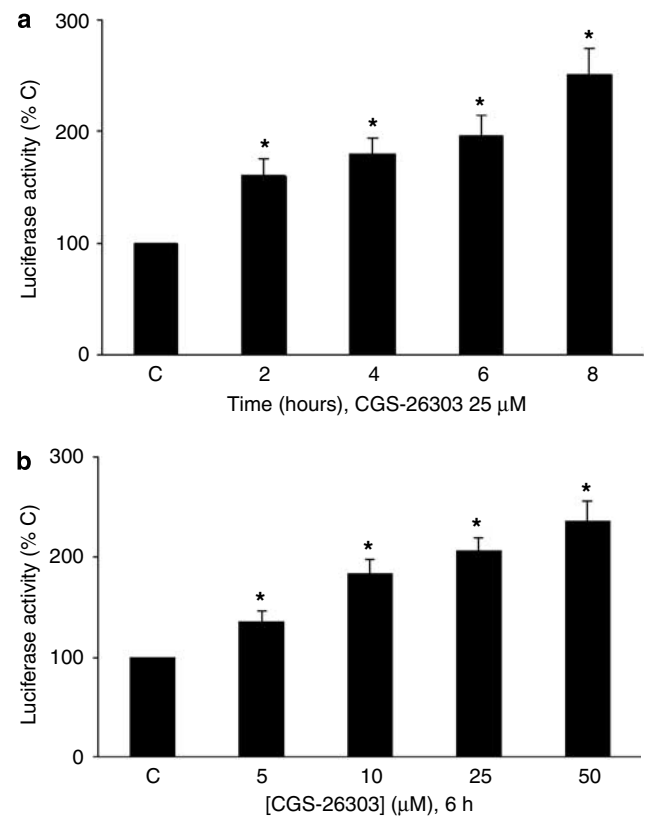 a
Luciferase activity (% C)
300
200
100
0
*
*
*
*
C 2 4 6 8
Time (hours), CGS-26303 25 μM
b
Luciferase activity (% C)
300
200
100
0
*
*
*
*
C 5 10 25 50
[CGS-26303] (μM), 6 h